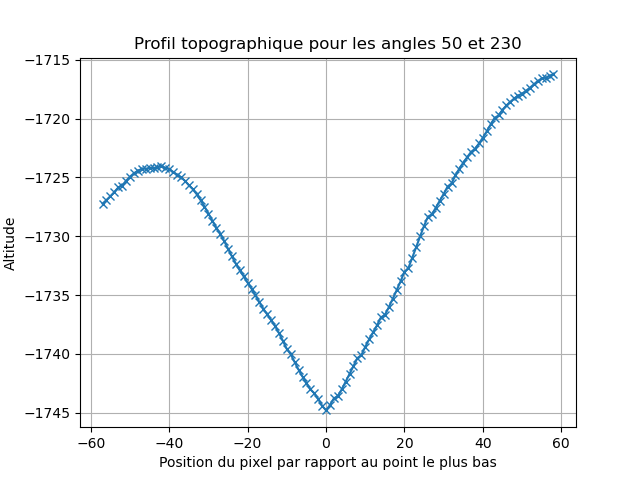 Profil topographique pour les angles 50 et 230
−1715
−1720
−1725
−1730
−1735
−1740
−1745
Altitude
−60 −40 −20 0 20 40 60
Position du pixel par rapport au point le plus bas